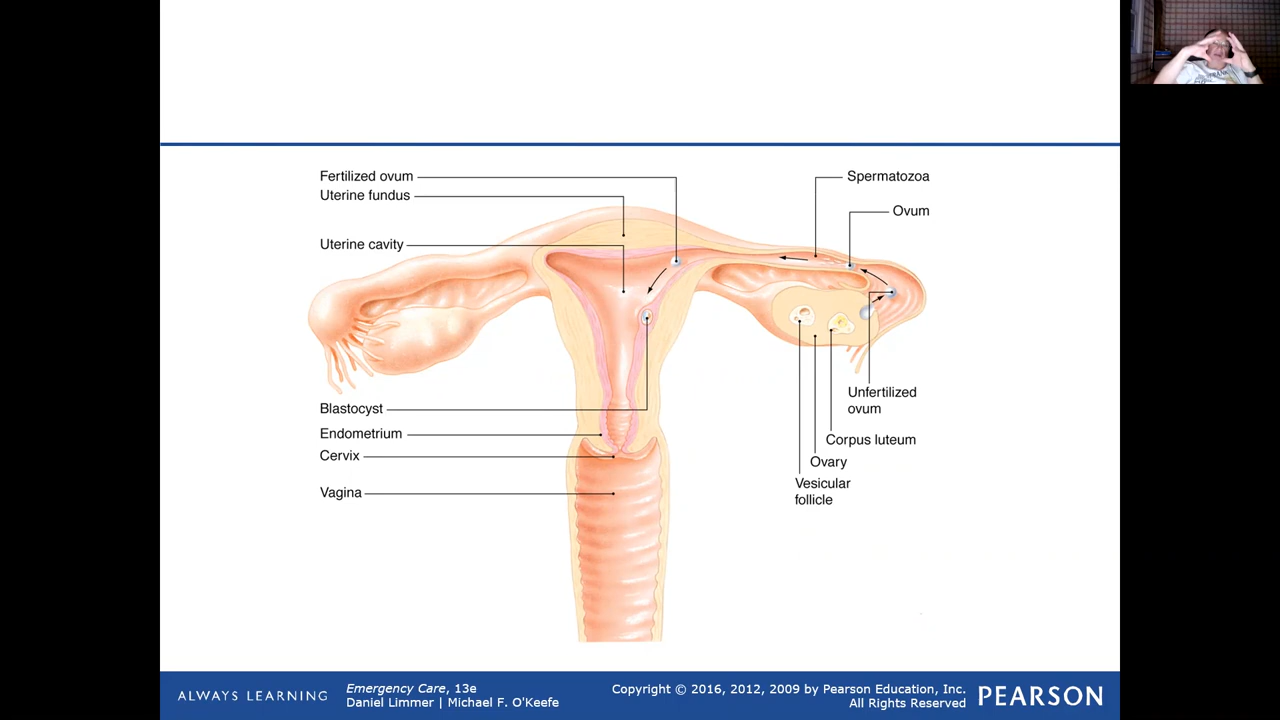 Fertilized ovum
Uterine fundus
Uterine cavity
Blastocyst
Endometrium
Cervix
Vagina
Spermatozoa
Ovum
Unfertilized
ovum
Corpus luteum
Ovary
Vesicular
follicle
ALWAYS LEARNING
Emergency Care, 13e
Daniel Limmer | Michael F. O'Keefe
Copyright © 2016, 2012, 2009 by Pearson Education, Inc.
All Rights Reserved
PEARSON